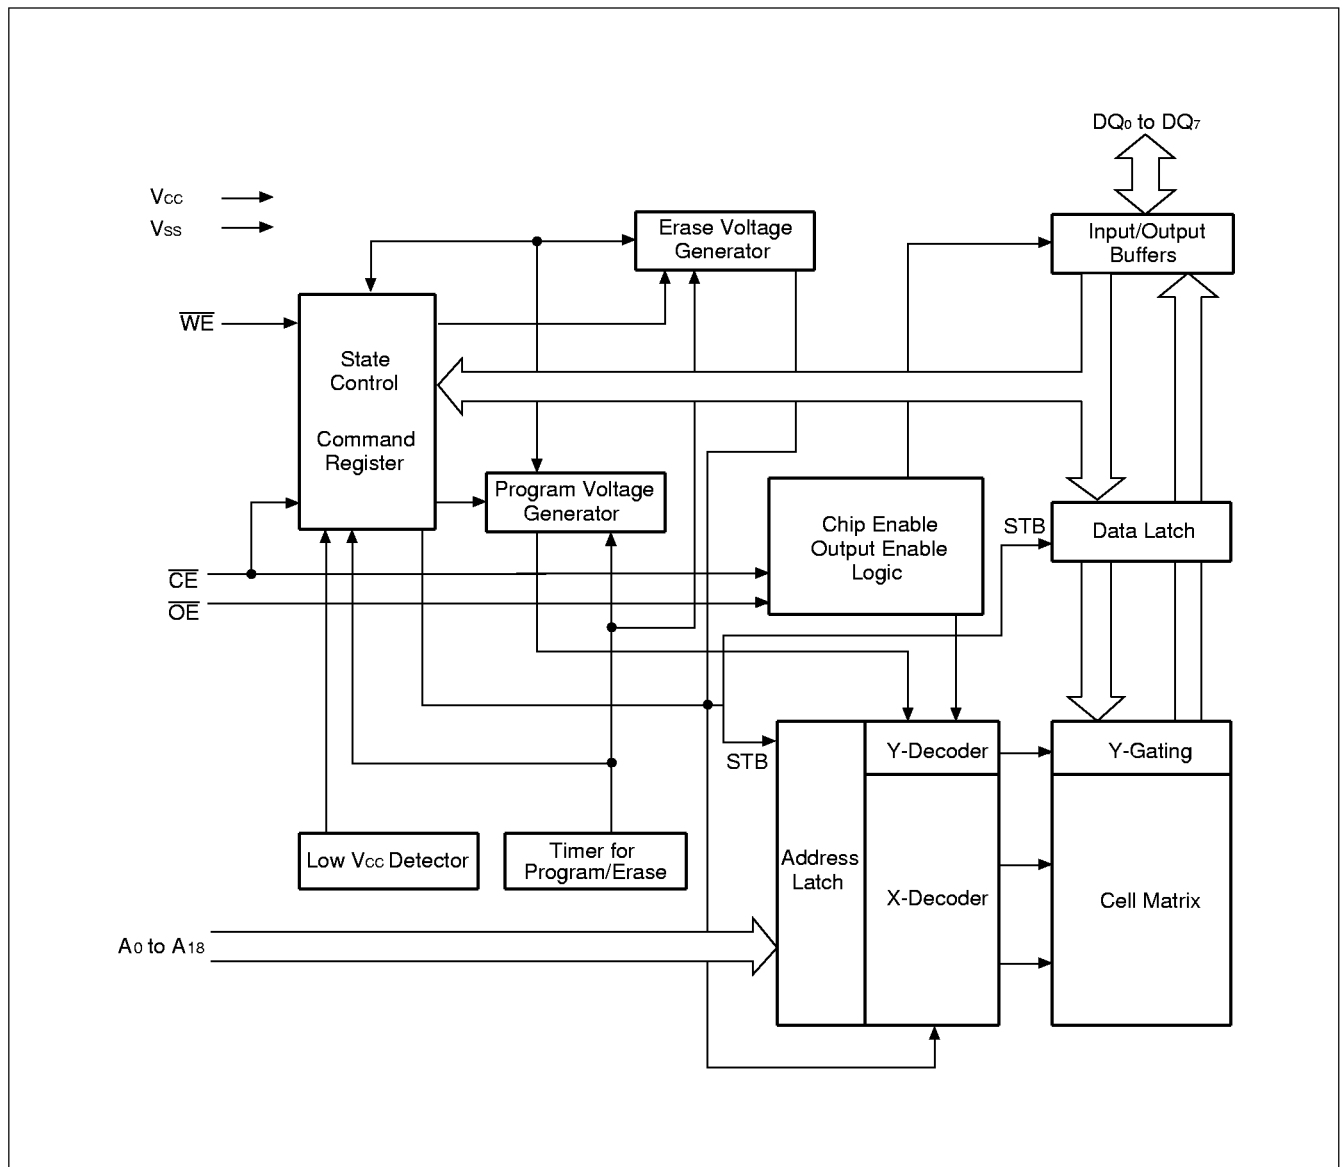 DQ0 to DQ7
VCC
VSS
Erase Voltage
Generator
Input/Output
Buffers
WE
State
Control
Command
Register
Program Voltage
Generator
Chip Enable
Output Enable
Logic
STB
Data Latch
CE
OE
STB
Y-Decoder
Y-Gating
Low VCC Detector
Timer for
Program/Erase
Address
Latch
X-Decoder
Cell Matrix
A0 to A18